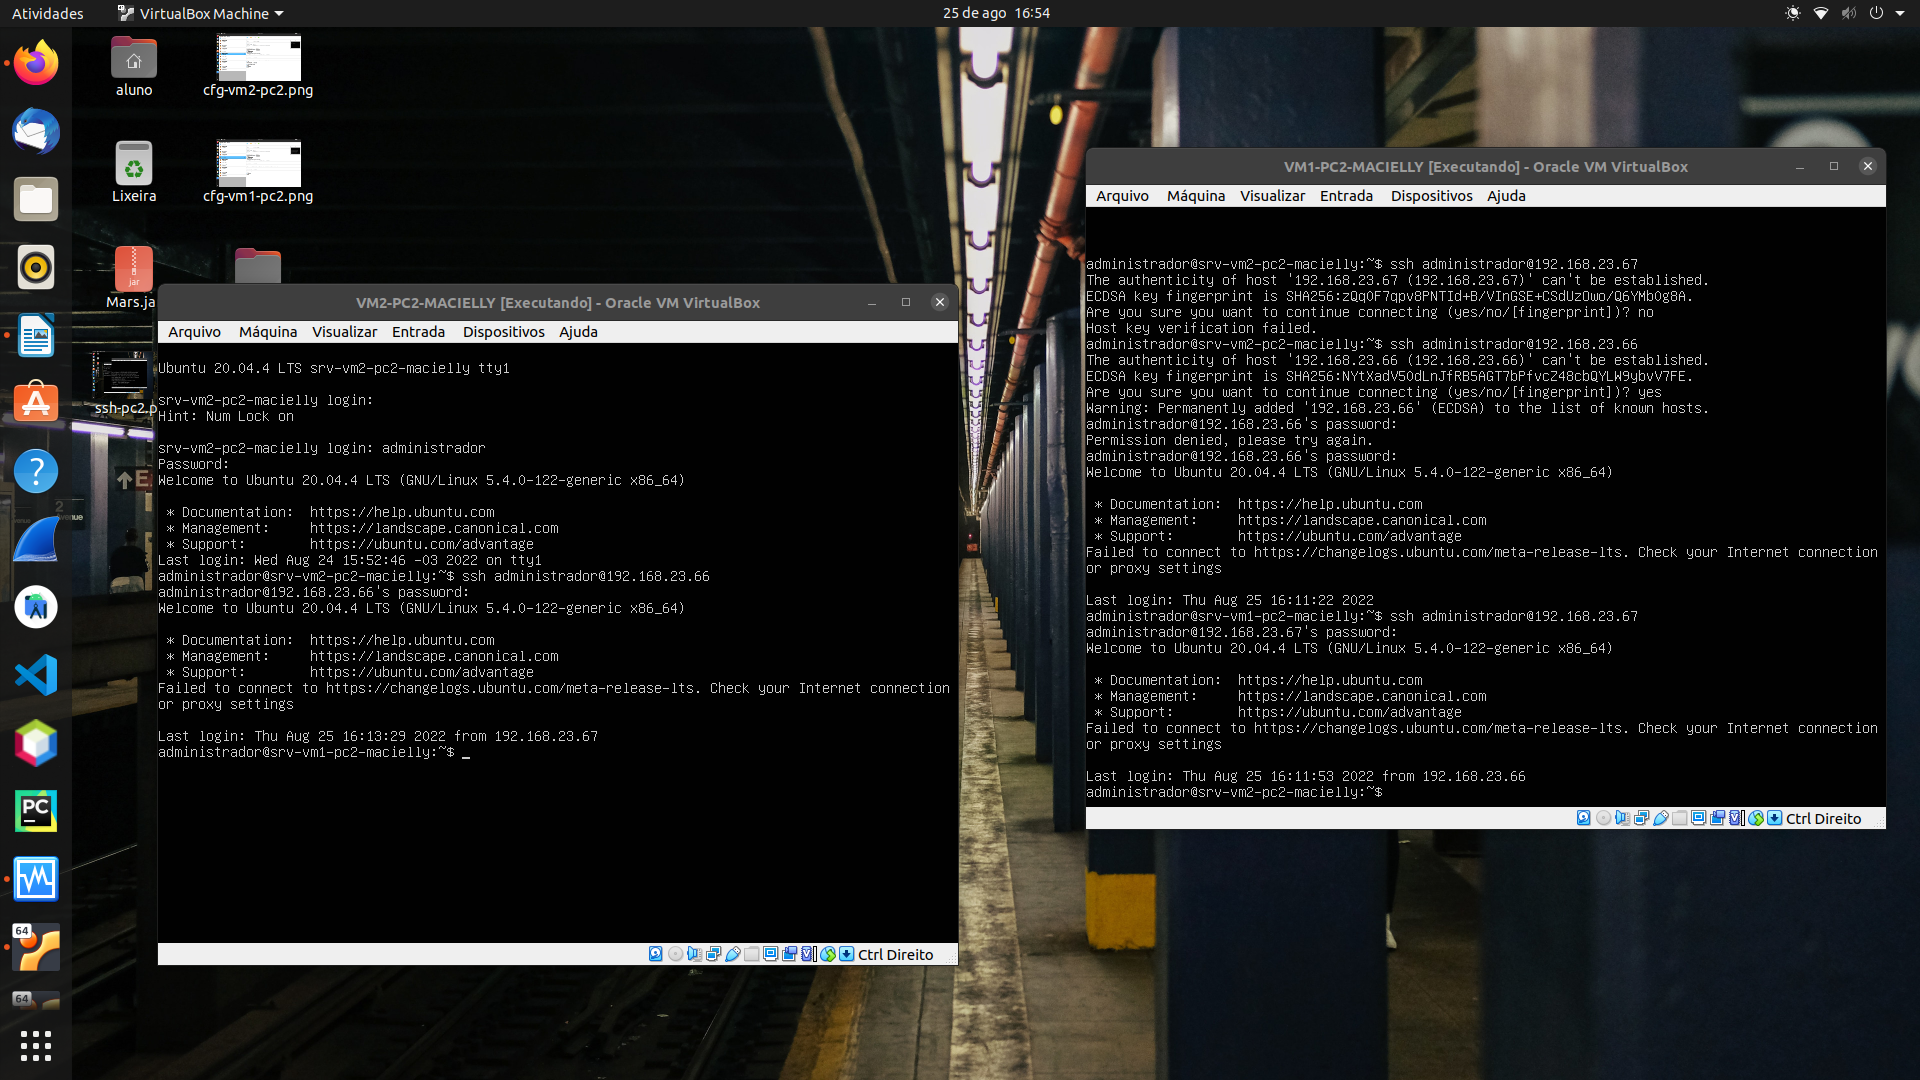 Atividades
VirtualBox Machine
25 de ago 16:54
aluno
cfg-vm2-pc2.png
Lixeira
cfg-vm1-pc2.png
jar
Mars.ja
ssh-pc2.p
VM2-PC2-MACIELLY [Executando] - Oracle VM VirtualBox
Arquivo Máquina Visualizar Entrada Dispositivos Ajuda
Ubuntu 20.04.4 LTS srv-vm2-pc2-macielly tty1
srv-vm2-pc2-macielly login:
Hint: Num Lock on
srv-vm2-pc2-macielly login: administrador
Password:
Welcome to Ubuntu 20.04.4 LTS (GNU/Linux 5.4.0-122-generic x86_64)
* Documentation: https://help.ubuntu.com
* Management: https://landscape.canonical.com
* Support: https://ubuntu.com/advantage
Last login: Wed Aug 24 15:52:46 -03 2022 on tty1
administrador@srv-vm2-pc2-macielly:~$ ssh administrador@192.168.23.66
administrador@192.168.23.66's password:
Welcome to Ubuntu 20.04.4 LTS (GNU/Linux 5.4.0-122-generic x86_64)
* Documentation: https://help.ubuntu.com
* Management: https://landscape.canonical.com
* Support: https://ubuntu.com/advantage
Failed to connect to https://changelogs.ubuntu.com/meta-release-lts. Check your Internet connection
or proxy settings
Last login: Thu Aug 25 16:13:29 2022 from 192.168.23.67
administrador@srv-vm1-pc2-macielly:~$ _
Ctrl Direito
VM1-PC2-MACIELLY [Executando] - Oracle VM VirtualBox
Arquivo Máquina Visualizar Entrada Dispositivos Ajuda
administrador@srv-vm2-pc2-macielly:~$ ssh administrador@192.168.23.67
The authenticity of host '192.168.23.67 (192.168.23.67)' can't be established.
ECDSA key fingerprint is SHA256:zQqOF7qpv8PNTId+B/VInGSE+CSdUzOwo/Q6YMbOg8A.
Are you sure you want to continue connecting (yes/no/[fingerprint])? no
Host key verification failed.
administrador@srv-vm2-pc2-macielly:~$ ssh administrador@192.168.23.66
The authenticity of host '192.168.23.66 (192.168.23.66)' can't be established.
ECDSA key fingerprint is SHA256:NYtXadV5OdLnJfRB5AGT7bPfvcZ48cbQYLW9ybvV7FE.
Are you sure you want to continue connecting (yes/no/[fingerprint])? yes
Warning: Permanently added '192.168.23.66' (ECDSA) to the list of known hosts.
administrador@192.168.23.66's password:
Permission denied, please try again.
administrador@192.168.23.66's password:
Welcome to Ubuntu 20.04.4 LTS (GNU/Linux 5.4.0-122-generic x86_64)
* Documentation: https://help.ubuntu.com
* Management: https://landscape.canonical.com
* Support: https://ubuntu.com/advantage
Failed to connect to https://changelogs.ubuntu.com/meta-release-lts. Check your Internet connection
or proxy settings
Last login: Thu Aug 25 16:11:22 2022
administrador@srv-vm1-pc2-macielly:~$ ssh administrador@192.168.23.67
administrador@192.168.23.67's password:
Welcome to Ubuntu 20.04.4 LTS (GNU/Linux 5.4.0-122-generic x86_64)
* Documentation: https://help.ubuntu.com
* Management: https://landscape.canonical.com
* Support: https://ubuntu.com/advantage
Failed to connect to https://changelogs.ubuntu.com/meta-release-lts. Check your Internet connection
or proxy settings
Last login: Thu Aug 25 16:11:53 2022 from 192.168.23.66
administrador@srv-vm2-pc2-macielly:~$
Ctrl Direito
PC
64
64